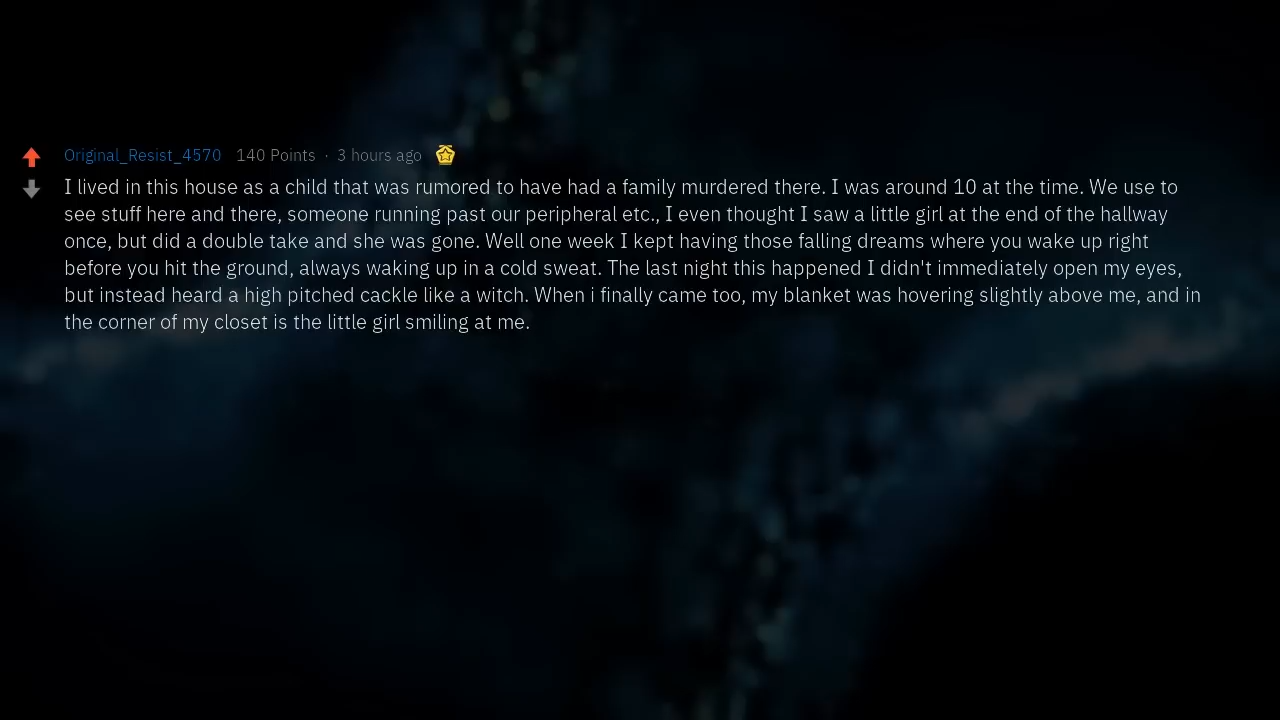 Original_Resist_4570 140 Points · 3 hours ago
I lived in this house as a child that was rumored to have had a family murdered there. I was around 10 at the time. We use to
see stuff here and there, someone running past our peripheral etc., I even thought I saw a little girl at the end of the hallway
once, but did a double take and she was gone. Well one week I kept having those falling dreams where you wake up right
before you hit the ground, always waking up in a cold sweat. The last night this happened I didn't immediately open my eyes,
but instead heard a high pitched cackle like a witch. When i finally came too, my blanket was hovering slightly above me, and in
the corner of my closet is the little girl smiling at me.